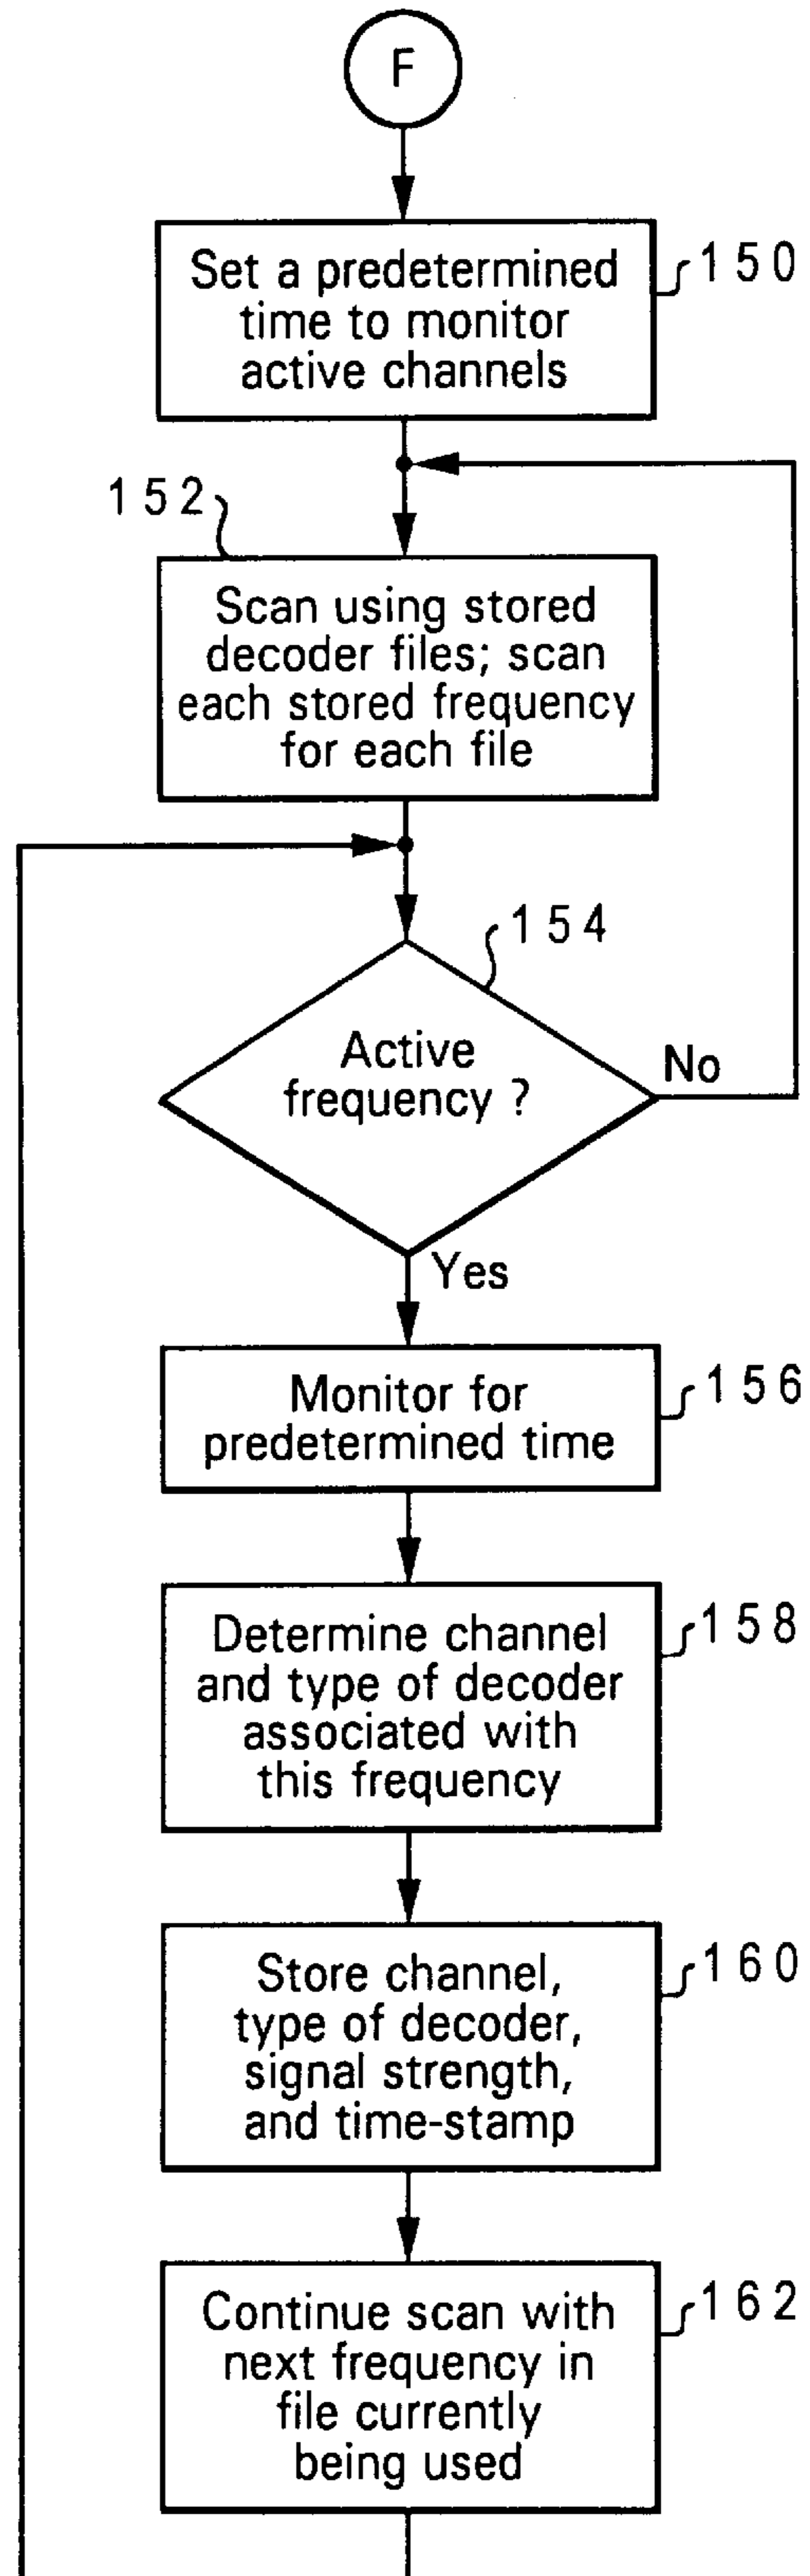 F
Set a predetermined
time to monitor
active channels
150
152
Scan using stored
decoder files; scan
each stored frequency
for each file
154
Active
frequency ?
No
Yes
Monitor for
predetermined time
156
Determine channel
and type of decoder
associated with
this frequency
158
Store channel,
type of decoder,
signal strength,
and time-stamp
160
Continue scan with
next frequency in
file currently
being used
162